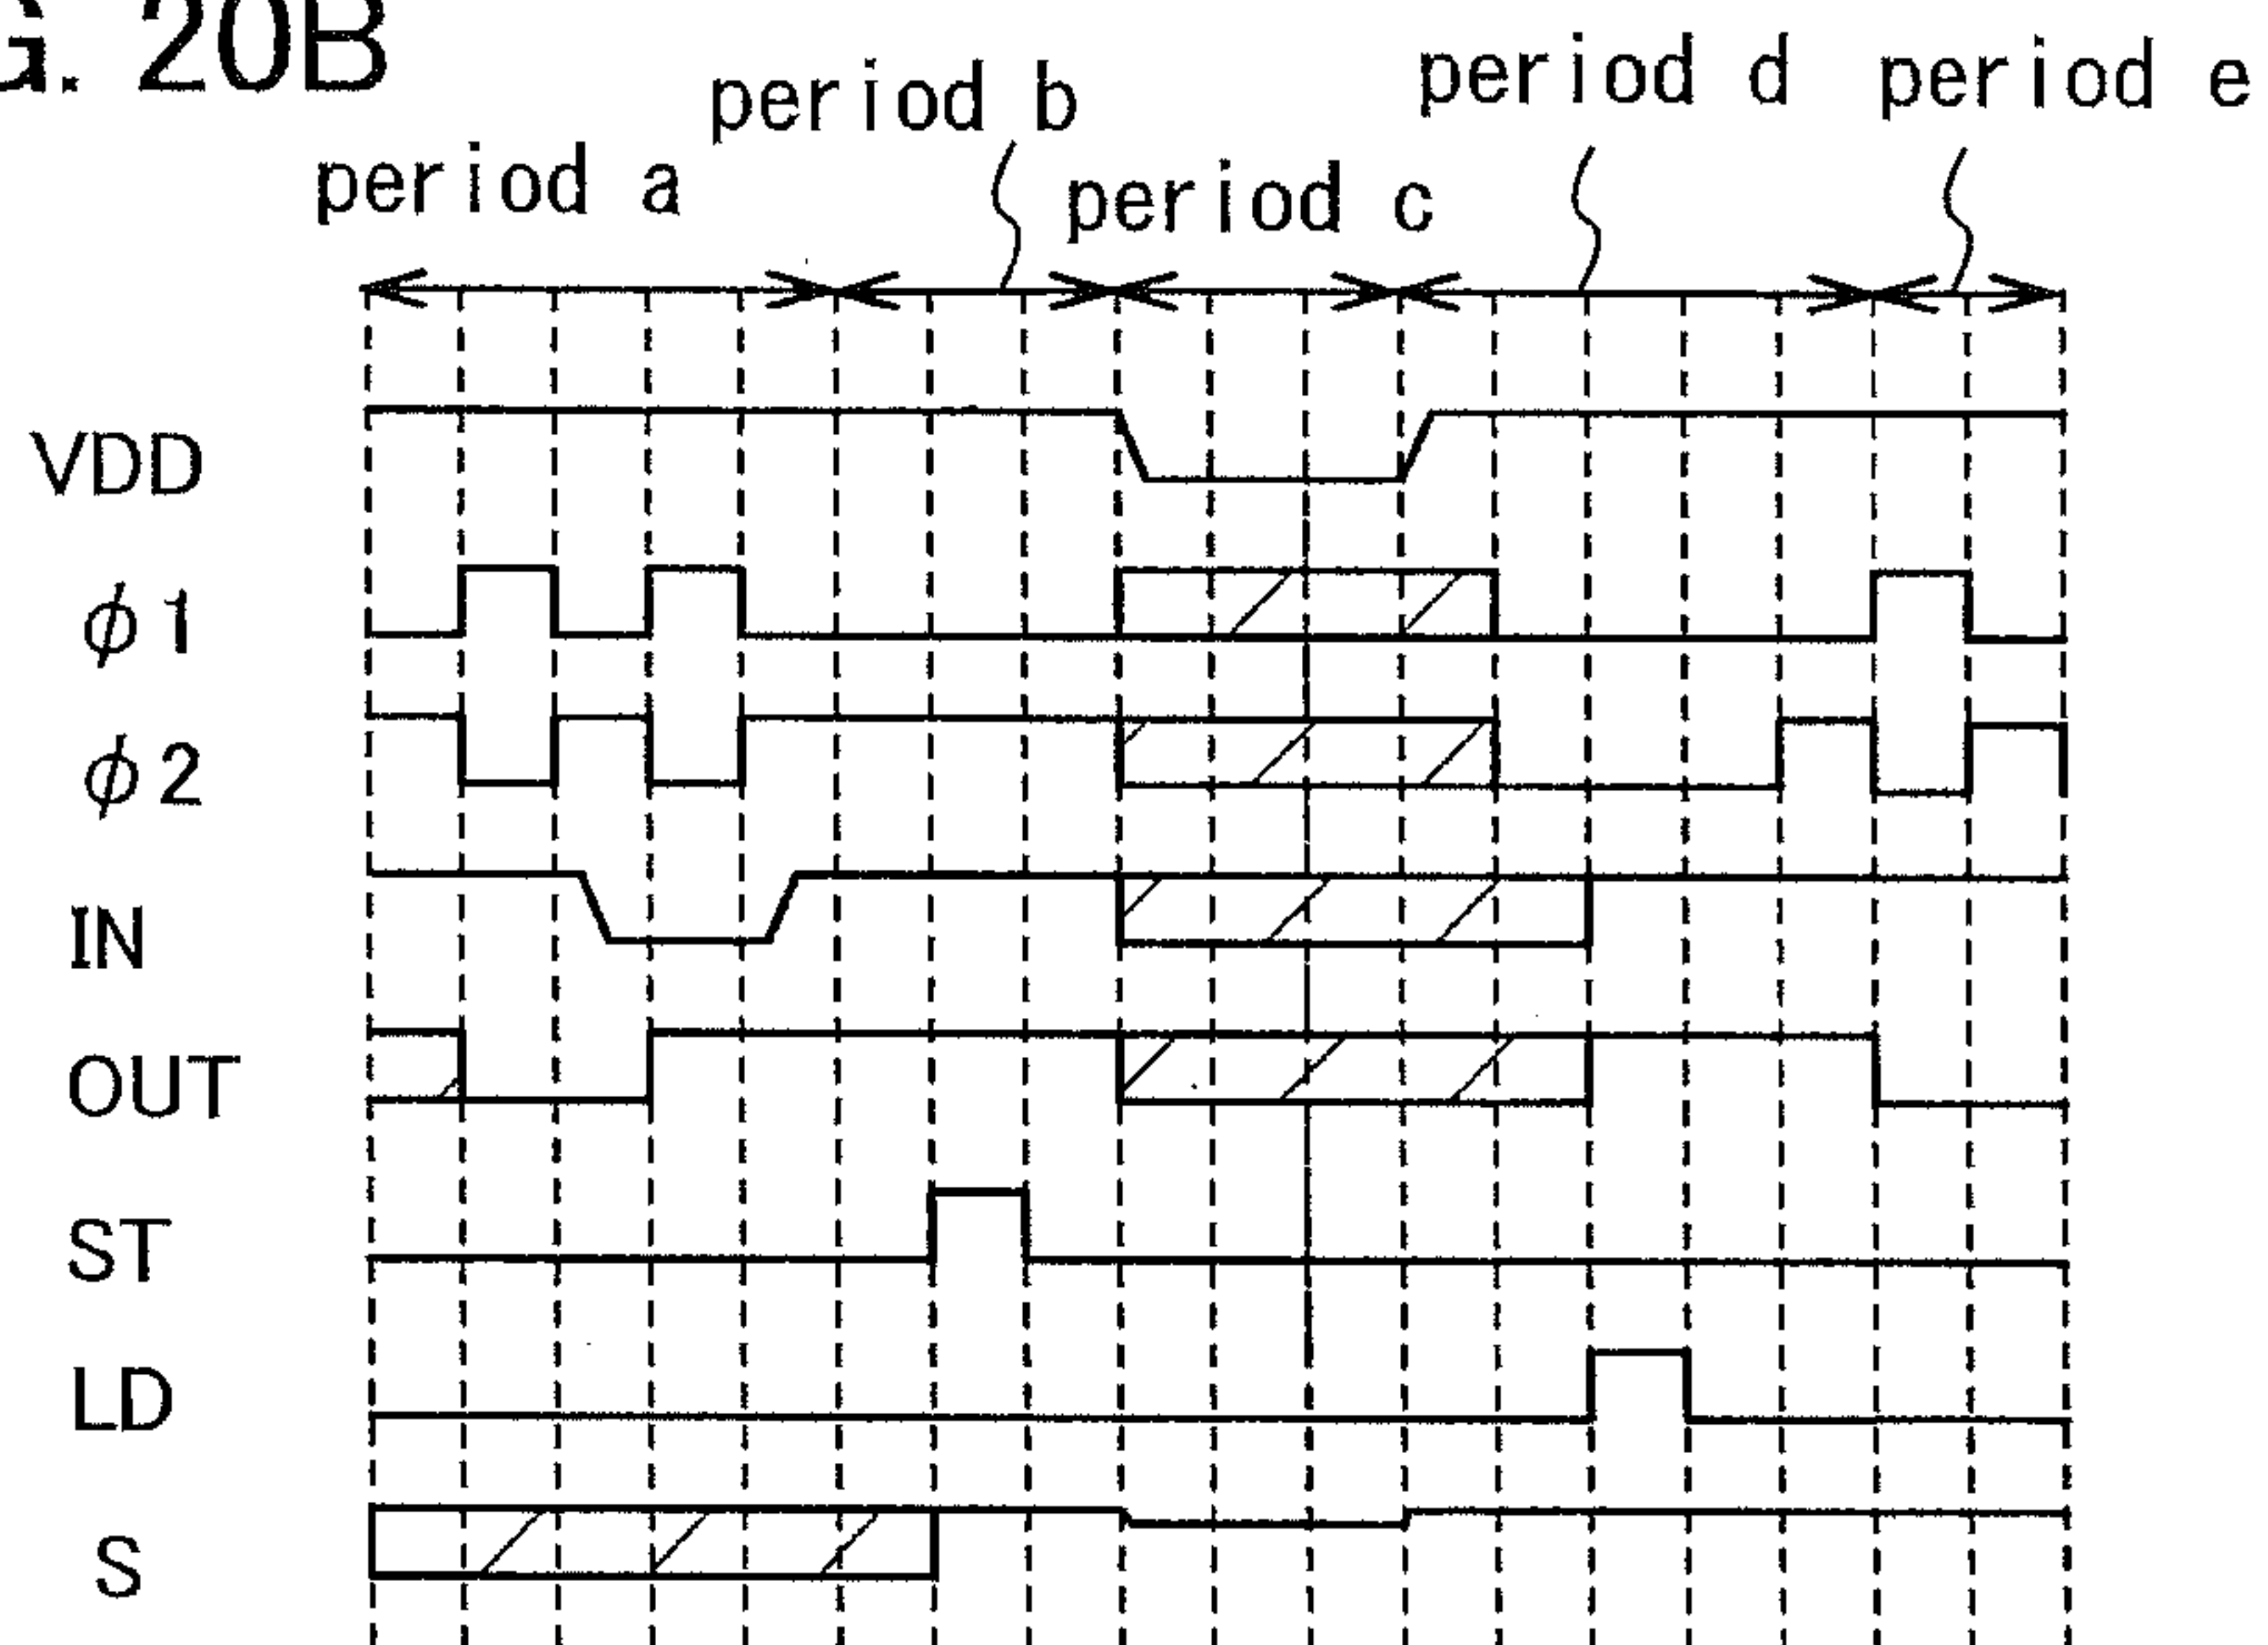 G. 20B
period a
period b
period c
period d
period e
VDD
ϕ1
ϕ2
IN
OUT
ST
LD
S